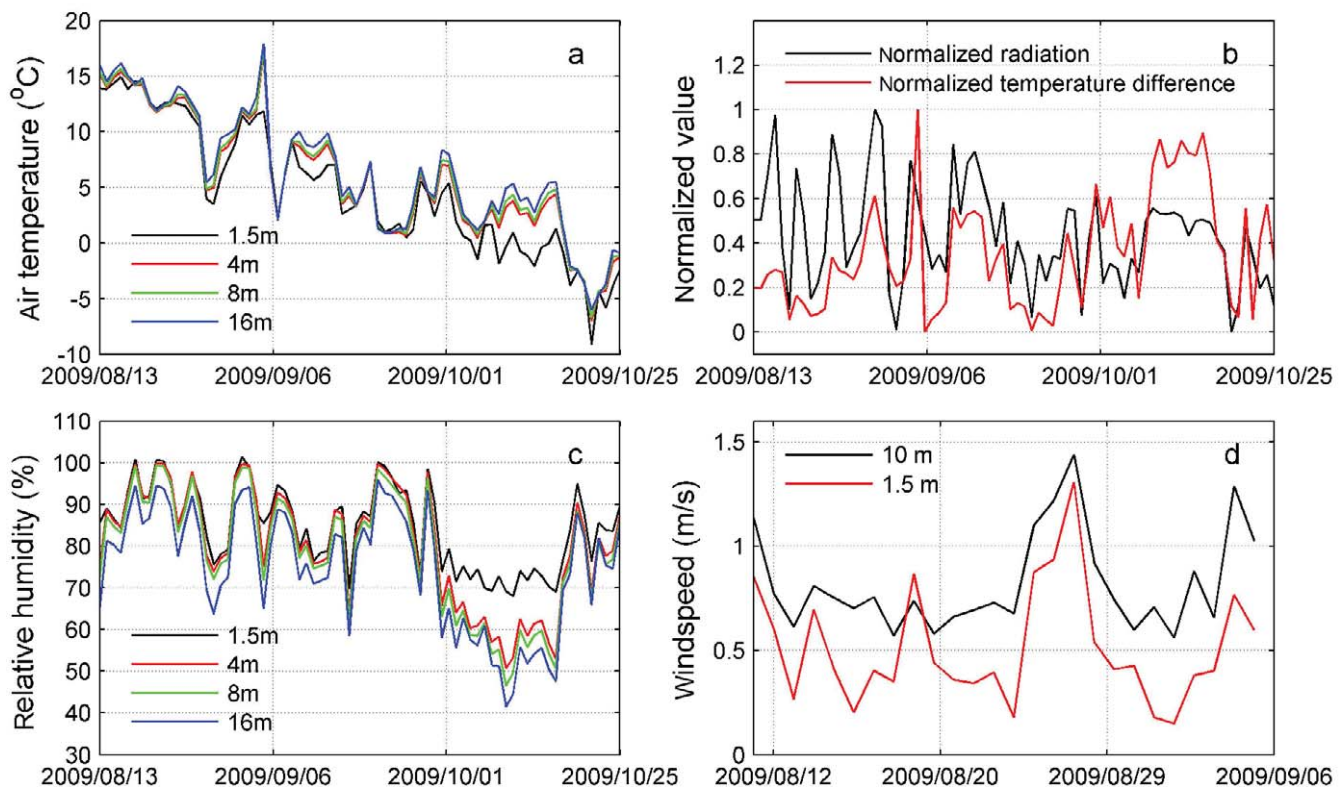 20
15
10
5
0
-5
-10
Air temperature (°C)
a
1.5m
4m
8m
16m
2009/08/13 2009/09/06 2009/10/01 2009/10/25
1.2
1
0.8
0.6
0.4
0.2
0
Normalized value
b
Normalized radiation
Normalized temperature difference
2009/08/13 2009/09/06 2009/10/01 2009/10/25
110
100
90
80
70
60
50
40
30
Relative humidity (%)
c
1.5m
4m
8m
16m
2009/08/13 2009/09/06 2009/10/01 2009/10/25
1.5
1
0.5
0
Windspeed (m/s)
d
10 m
1.5 m
2009/08/12 2009/08/20 2009/08/29 2009/09/06